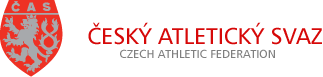 ČAS
ČESKÝ ATLETICKÝ SVAZ
CZECH ATHLETIC FEDERATION